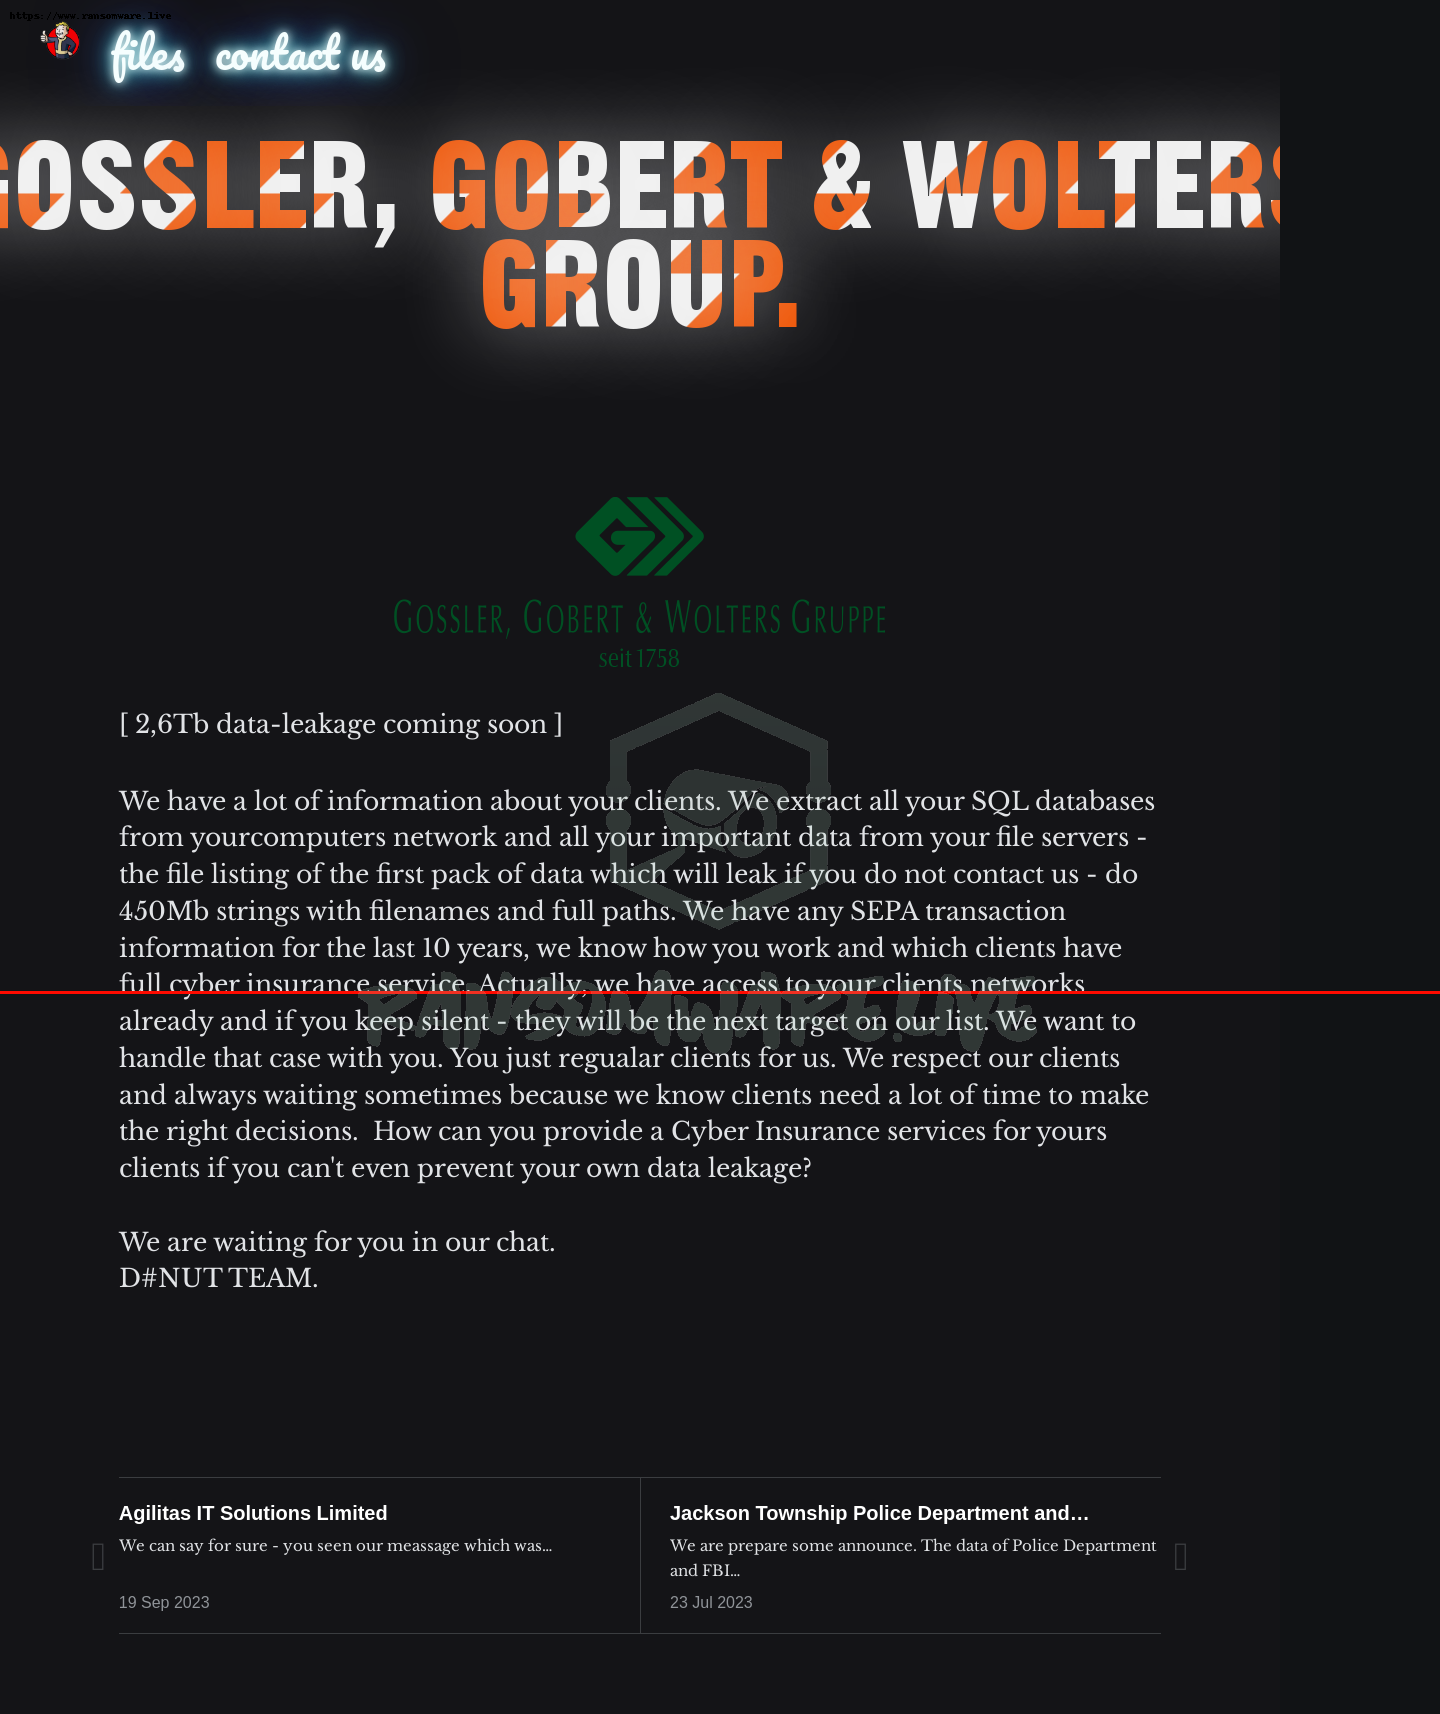 https://www.ransomware.live
files contact us
GOSSLER, GOBERT & WOLTERS
GROUP.
GOSSLER, GOBERT & WOLTERS GRUPPE
seit 1758
[ 2,6Tb data-leakage coming soon ]
We have a lot of information about your clients. We extract all your SQL databases
from yourcomputers network and all your important data from your file servers -
the file listing of the first pack of data which will leak if you do not contact us - do
450Mb strings with filenames and full paths. We have any SEPA transaction
information for the last 10 years, we know how you work and which clients have
full cyber insurance service. Actually, we have access to your clients networks
RANSOMWARE.LIVE
already and if you keep silent - they will be the next target on our list. We want to
handle that case with you. You just regualar clients for us. We respect our clients
and always waiting sometimes because we know clients need a lot of time to make
the right decisions.  How can you provide a Cyber Insurance services for yours
clients if you can't even prevent your own data leakage?
We are waiting for you in our chat.
D#NUT TEAM.
Agilitas IT Solutions Limited
We can say for sure - you seen our meassage which was...
19 Sep 2023
Jackson Township Police Department and...
We are prepare some announce. The data of Police Department
and FBI...
23 Jul 2023